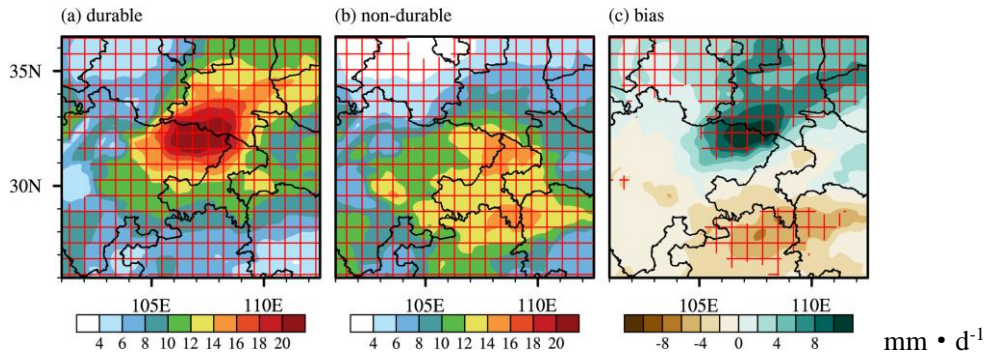 (a) durable (b) non-durable (c) bias
35N
30N
105E 110E 105E 110E 105E 110E
4 6 8 10 12 14 16 18 20 4 6 8 10 12 14 16 18 20 -8 -4 0 4 8
mm · d-1